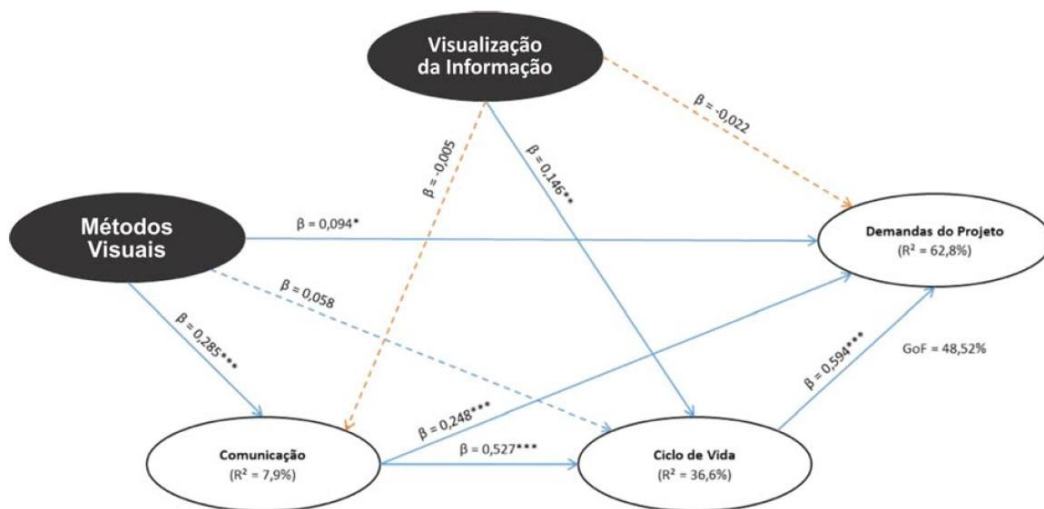 Visualização
da Informação
β = -0,022
β = -0,005
β = 0,146**
Métodos
Visuais
β = 0,094*
Demandas do Projeto
(R² = 62,8%)
β = 0,058
β = 0,285***
β = 0,594***
GoF = 48,52%
β = 0,248***
Comunicação
(R² = 7,9%)
β = 0,527***
Ciclo de Vida
(R² = 36,6%)